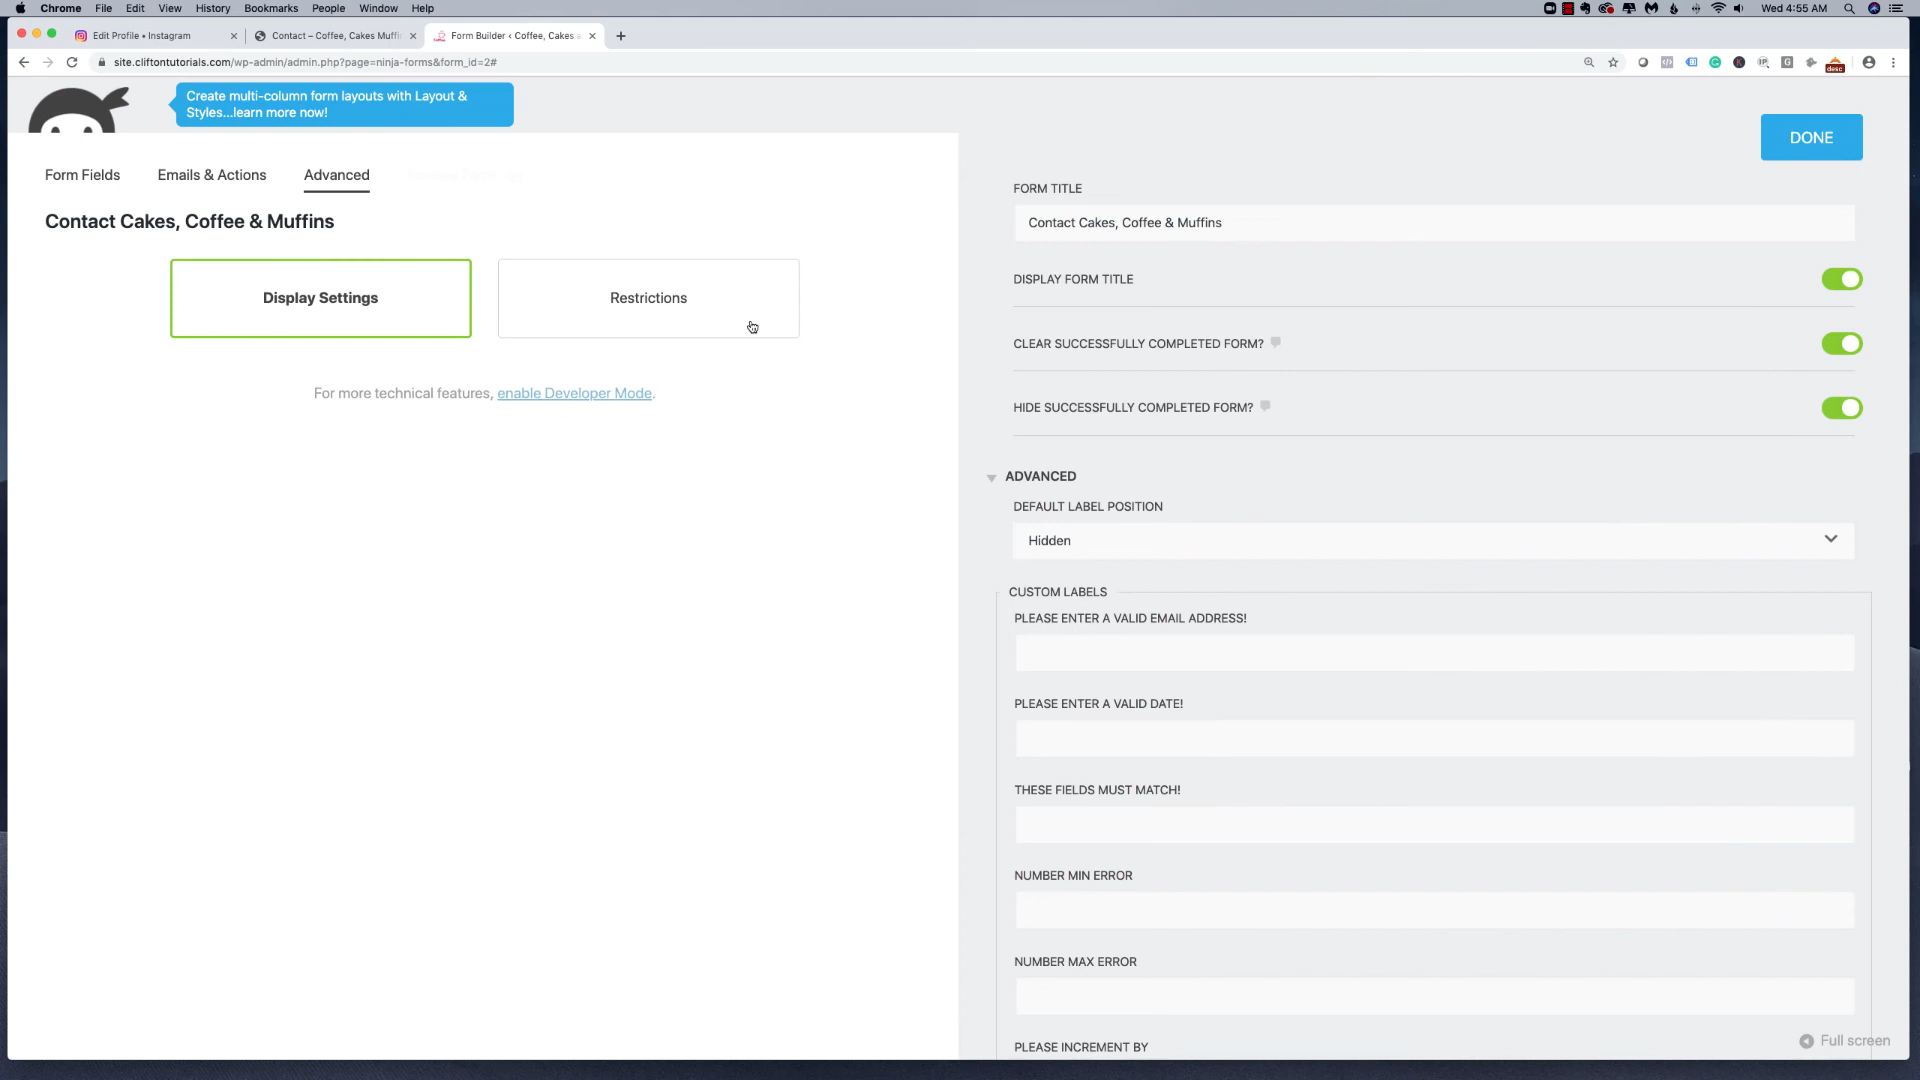 Chrome File Edit View History Bookmarks People Window Help
Wed 4:55 AM
Edit Profile • Instagram
Contact – Coffee, Cakes Muffi
Form Builder ‹ Coffee, Cakes a
site.cliftontutorials.com/wp-admin/admin.php?page=ninja-forms&form_id=2#
desc
Create multi-column form layouts with Layout &
Styles...learn more now!
DONE
Form Fields
Emails & Actions
Advanced
Contact Cakes, Coffee & Muffins
Display Settings
Restrictions
For more technical features, enable Developer Mode.
FORM TITLE
Contact Cakes, Coffee & Muffins
DISPLAY FORM TITLE
CLEAR SUCCESSFULLY COMPLETED FORM?
HIDE SUCCESSFULLY COMPLETED FORM?
ADVANCED
DEFAULT LABEL POSITION
Hidden
CUSTOM LABELS
PLEASE ENTER A VALID EMAIL ADDRESS!
PLEASE ENTER A VALID DATE!
THESE FIELDS MUST MATCH!
NUMBER MIN ERROR
NUMBER MAX ERROR
PLEASE INCREMENT BY
Full screen